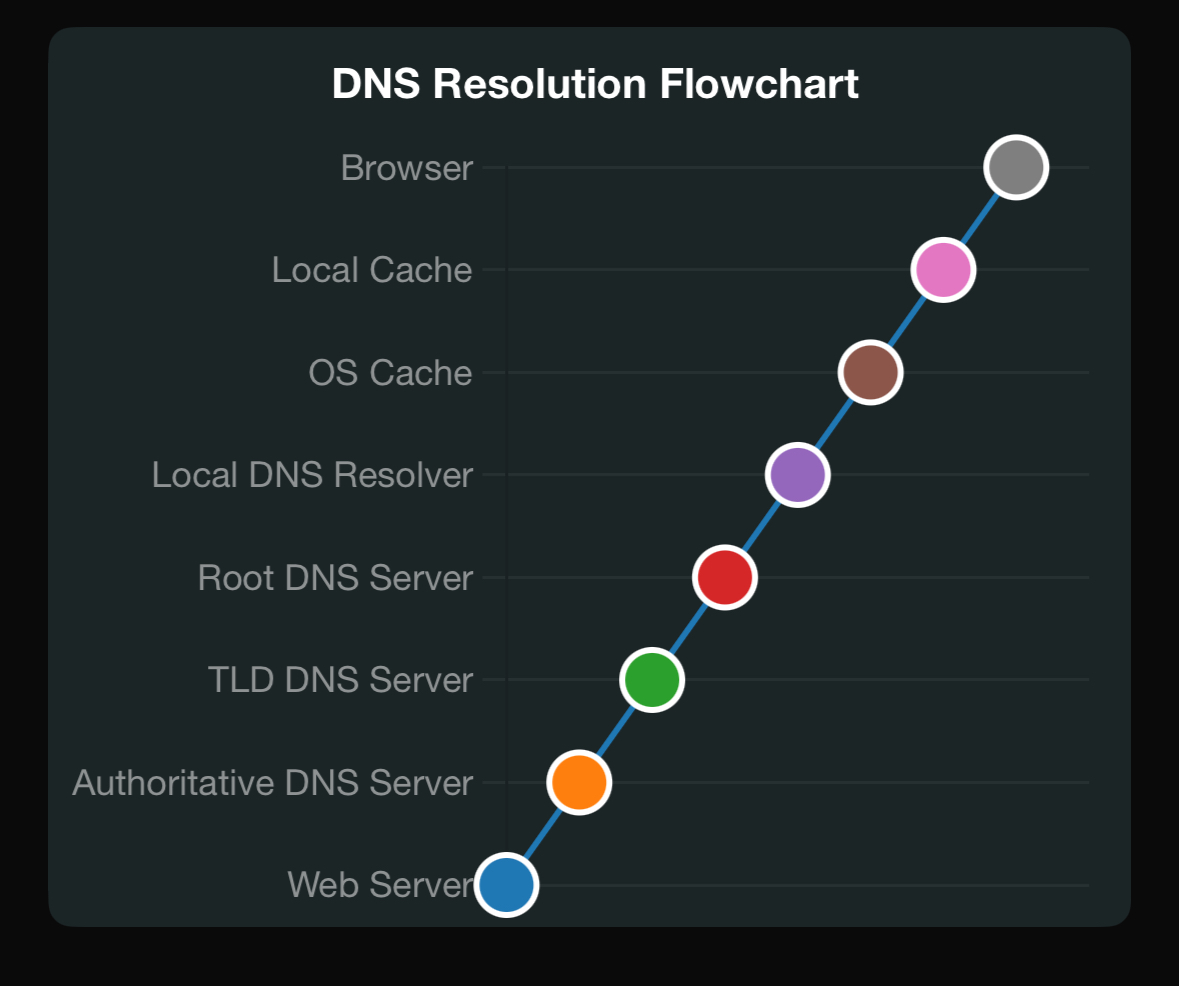 DNS Resolution Flowchart
Browser
Local Cache
OS Cache
Local DNS Resolver
Root DNS Server
TLD DNS Server
Authoritative DNS Server
Web Server